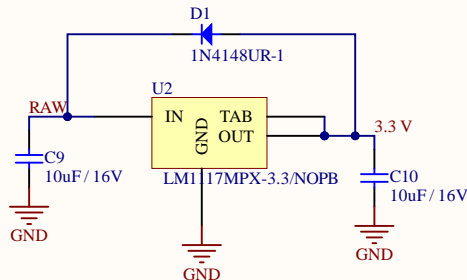 D1
1N4148UR-1
U2
RAW
IN
TAB
GND
OUT
3.3 V
C9
10uF / 16V
LM1117MPX-3.3/NOPB
C10
10uF / 16V
GND
GND
GND